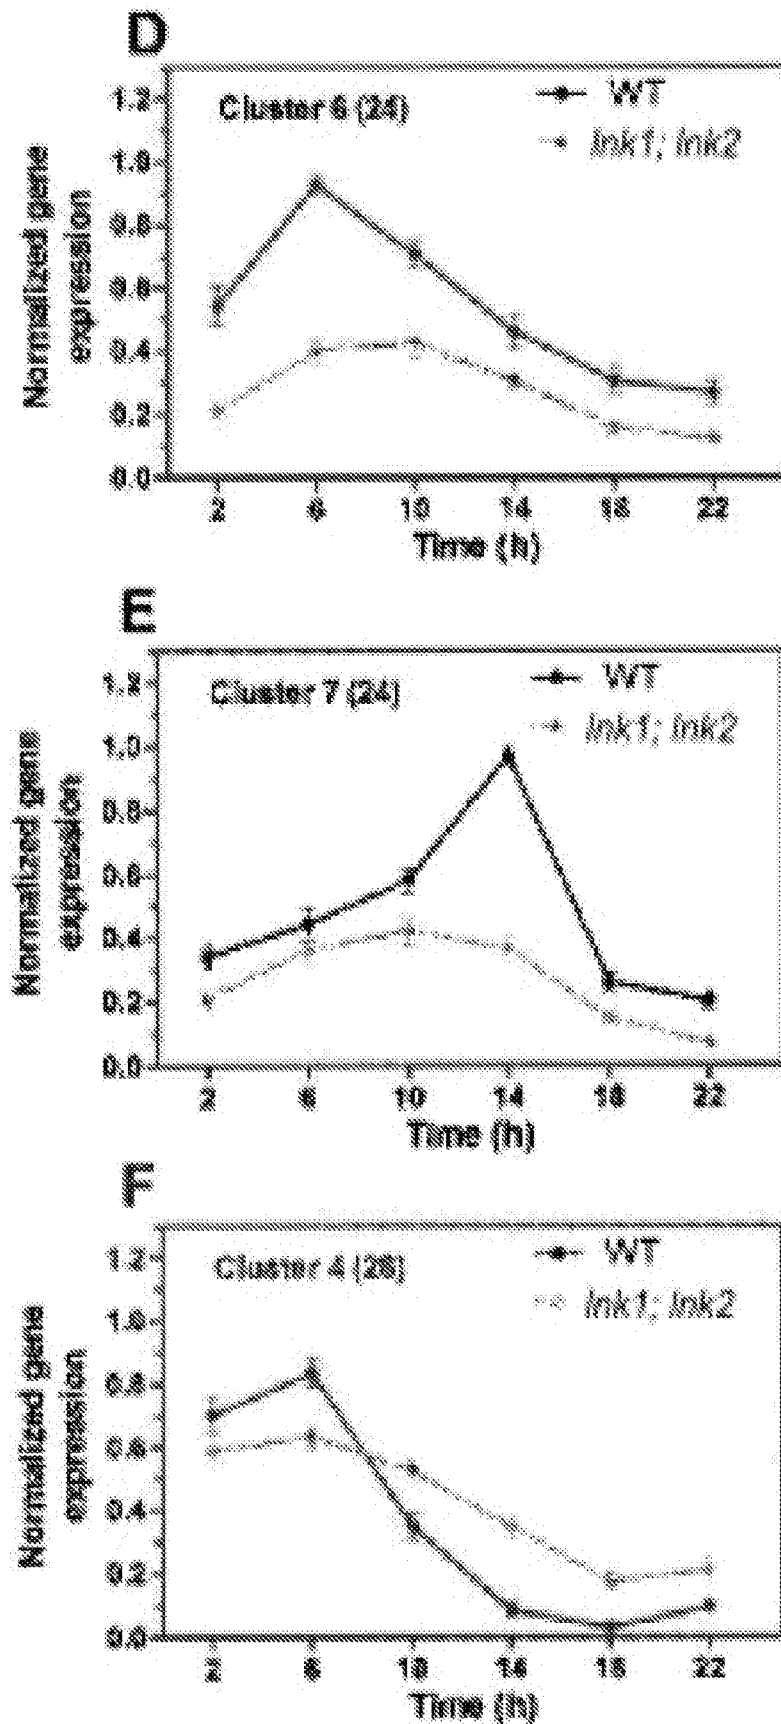 D
Cluster 6 (24)
WT
lnk1; lnk2
Normalized gene
expression
1.2
1.0
0.8
0.6
0.4
0.2
0.0
2 6 10 14 18 22
Time (h)
E
Cluster 7 (24)
WT
lnk1; lnk2
Normalized gene
expression
1.2
1.0
0.8
0.6
0.4
0.2
0.0
2 6 10 14 18 22
Time (h)
F
Cluster 4 (28)
WT
lnk1; lnk2
Normalized gene
expression
1.2
1.0
0.8
0.6
0.4
0.2
0.0
2 6 10 14 18 22
Time (h)